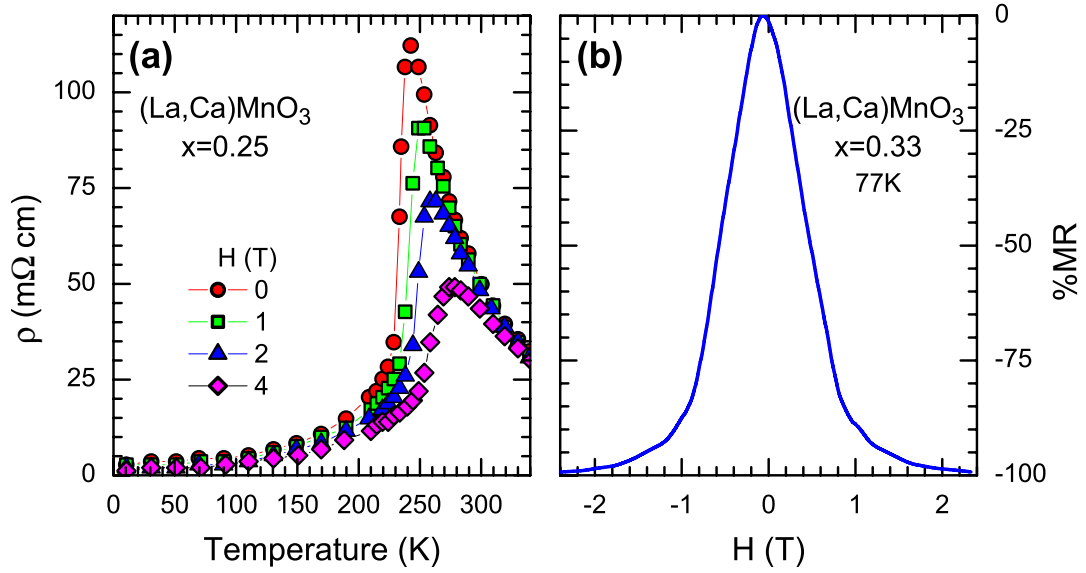 (a)
(La,Ca)MnO3
x=0.25
H (T)
0
1
2
4
ρ (mΩ cm)
100
75
50
25
0
0 50 100 150 200 250 300
Temperature (K)
(b)
(La,Ca)MnO3
x=0.33
77K
0
-25
-50
-75
-100
%MR
-2 -1 0 1 2
H (T)